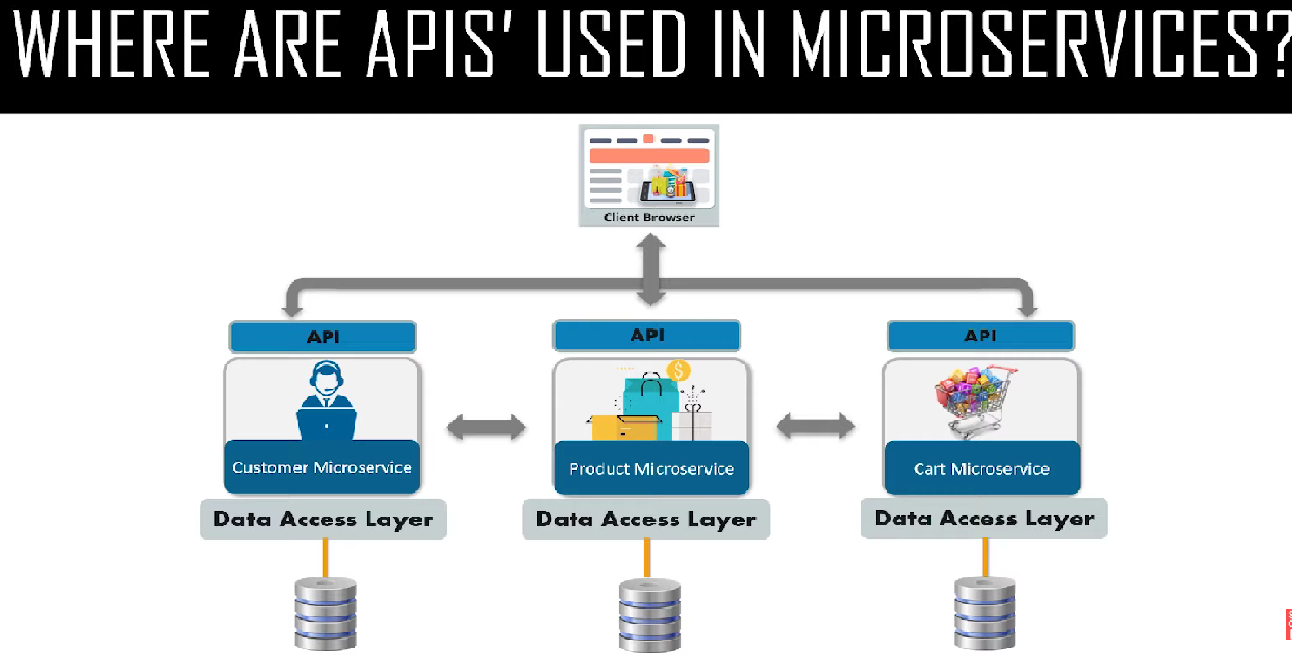 WHERE ARE APIS' USED IN MICROSERVICES?
Client Browser
API
API
API
$
Customer Microservice
Product Microservice
Cart Microservice
Data Access Layer
Data Access Layer
Data Access Layer